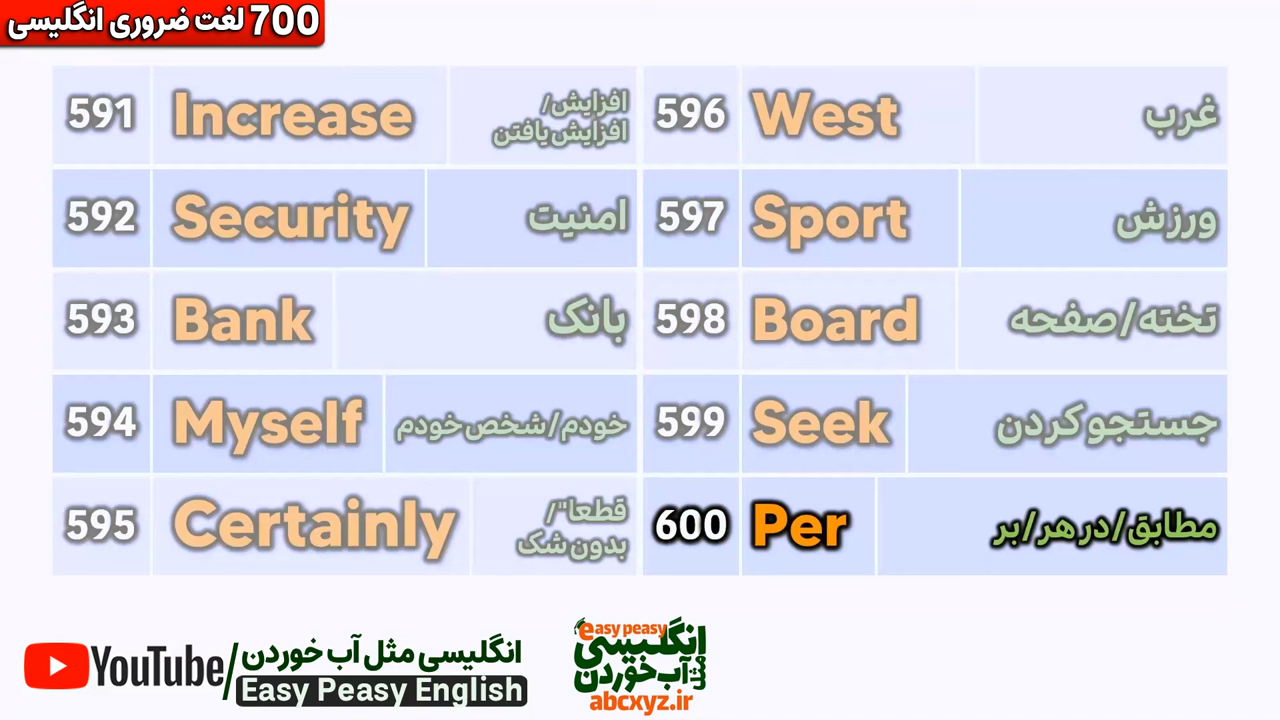 700 لغت ضروری انگلیسی
591 Increase افزایش/
افزایش‌یافتن
592 Security امنیت
593 Bank بانک
594 Myself خودم/شخص‌خودم
595 Certainly قطعا"/
بدون‌شک
596 West غرب
597 Sport ورزش
598 Board تخته/صفحه
599 Seek جستجو‌کردن
600 Per مطابق/در‌هر/بر
YouTube/انگلیسی مثل آب خوردن
Easy Peasy English
easy peasy
انگلیسی
مثل آب خوردن
abcxyz.ir